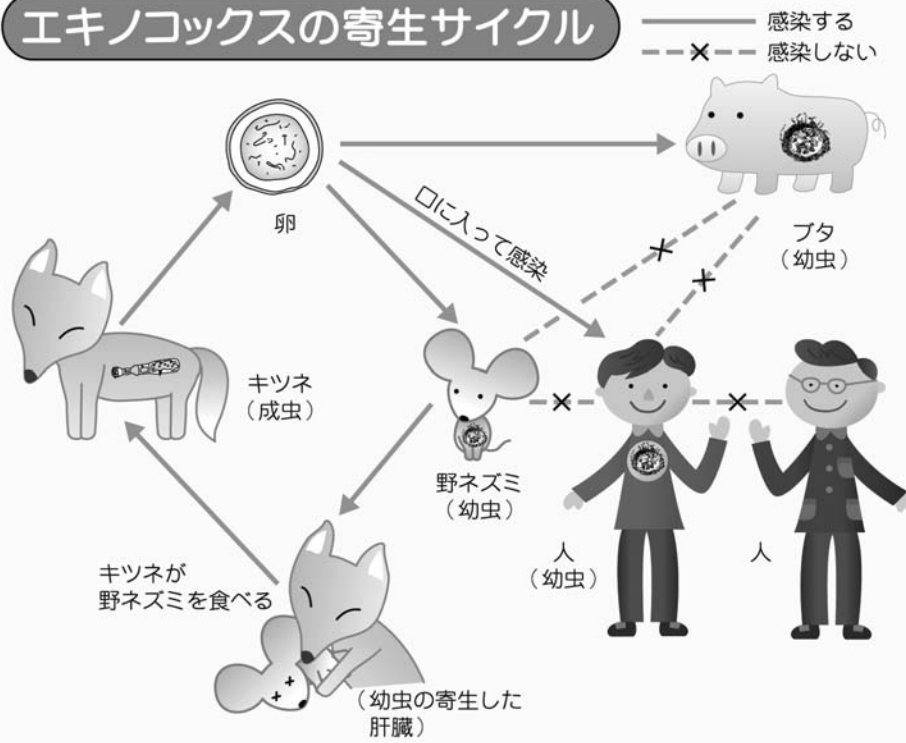 エキノコックスの寄生サイクル
感染する
感染しない
卵
口に入って感染
ブタ
（幼虫）
キツネ
（成虫）
野ネズミ
（幼虫）
人
（幼虫）
人
キツネが
野ネズミを食べる
（幼虫の寄生した
肝臓）